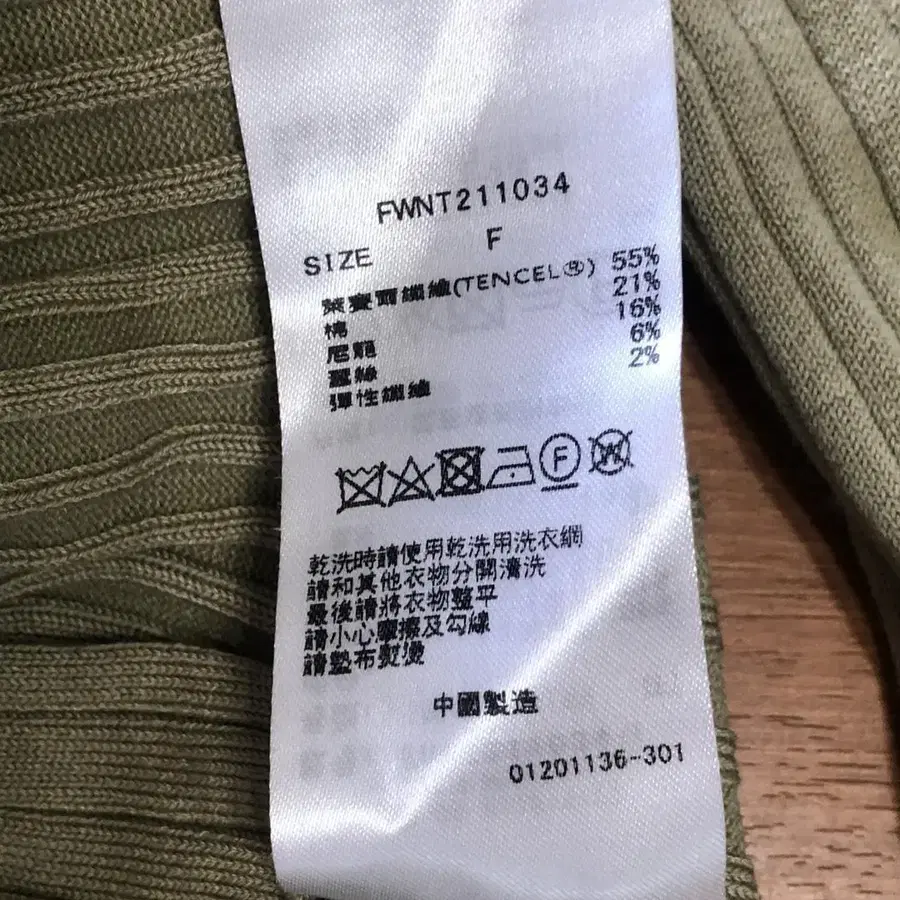 FWNT211034
SIZE F
萊賽爾纖維(TENCEL®) 55%
棉 21%
尼龍 16%
蠶絲 6%
彈性纖維 2%
F W
乾洗時請使用乾洗用洗衣網
請和其他衣物分開清洗
最後請將衣物整平
請小心摩擦及勾線
請墊布熨燙
中國製造
01201136-301